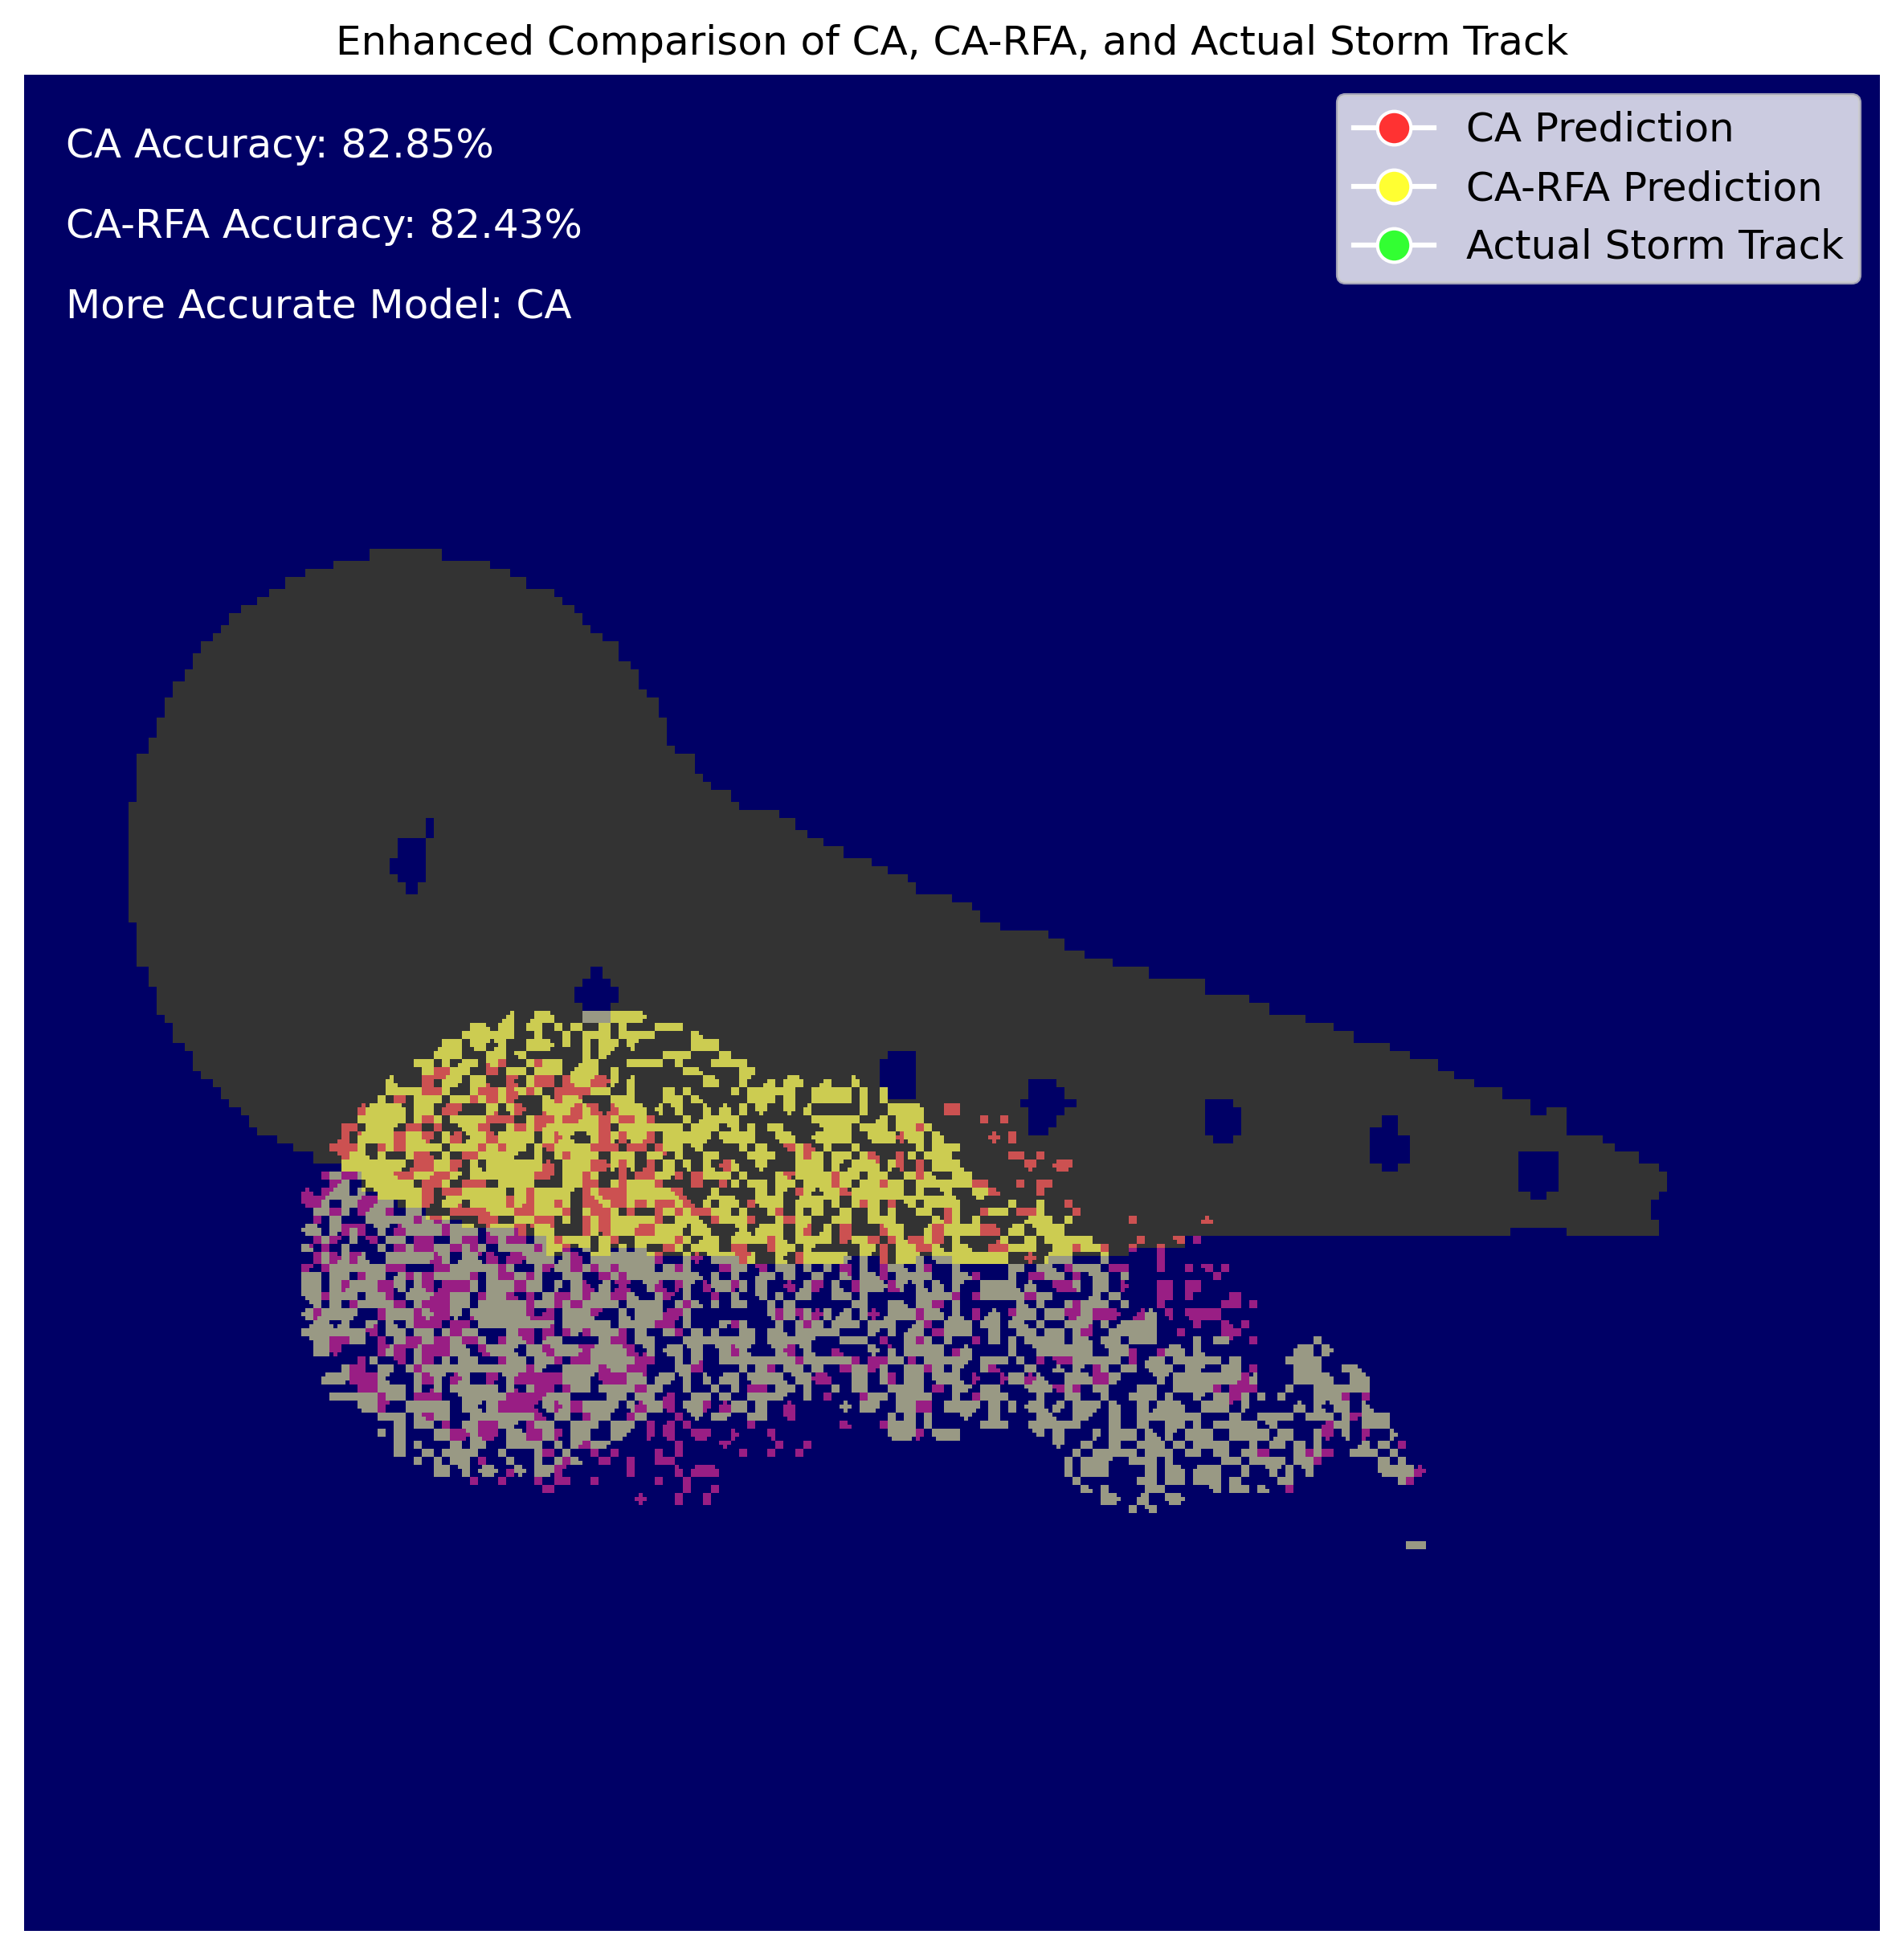 Enhanced Comparison of CA, CA-RFA, and Actual Storm Track
CA Accuracy: 82.85%
CA-RFA Accuracy: 82.43%
More Accurate Model: CA
CA Prediction
CA-RFA Prediction
Actual Storm Track